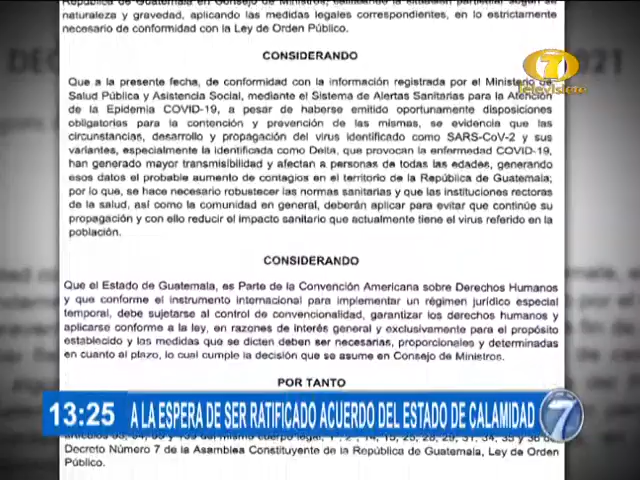 República de Guatemala en Consejo de Ministros,
naturaleza y gravedad, aplicando las medidas legales correspondientes, en lo estrictamente
necesario de conformidad con la Ley de Orden Público.
CONSIDERANDO
Que a la presente fecha, de conformidad con la información registrada por el Ministerio de
Salud Pública y Asistencia Social, mediante el Sistema de Alertas Sanitarias para la Atención
de la Epidemia COVID-19, a pesar de haberse emitido oportunamente disposiciones
obligatorias para la contención y prevención de las mismas, se evidencia que las
circunstancias, desarrollo y propagación del virus identificado como SARS-CoV-2 y sus
variantes, especialmente la identificada como Delta, que provocan la enfermedad COVID-19,
han generado mayor transmisibilidad y afectan a personas de todas las edades, generando
esos datos el probable aumento de contagios en el territorio de la República de Guatemala;
por lo que, se hace necesario robustecer las normas sanitarias y que las instituciones rectoras
de la salud, así como la comunidad en general, deberán aplicar para evitar que continúe su
propagación y con ello reducir el impacto sanitario que actualmente tiene el virus referido en la
población.
CONSIDERANDO
Que el Estado de Guatemala, es Parte de la Convención Americana sobre Derechos Humanos
y que conforme el instrumento internacional para implementar un régimen jurídico especial
temporal, debe sujetarse al control de convencionalidad, garantizar los derechos humanos y
aplicarse conforme a la ley, en razones de interés general y exclusivamente para el propósito
establecido y las medidas que se dicten deben ser necesarias, proporcionales y determinadas
en cuanto al plazo, lo cual cumple la decisión que se asume en Consejo de Ministros.
POR TANTO
13:25 A LA ESPERA DE SER RATIFICADO ACUERDO DEL ESTADO DE CALAMIDAD 7
Decreto Número 7 de la Asamblea Constituyente de la República de Guatemala, Ley de Orden
Público.
7
Televisiete